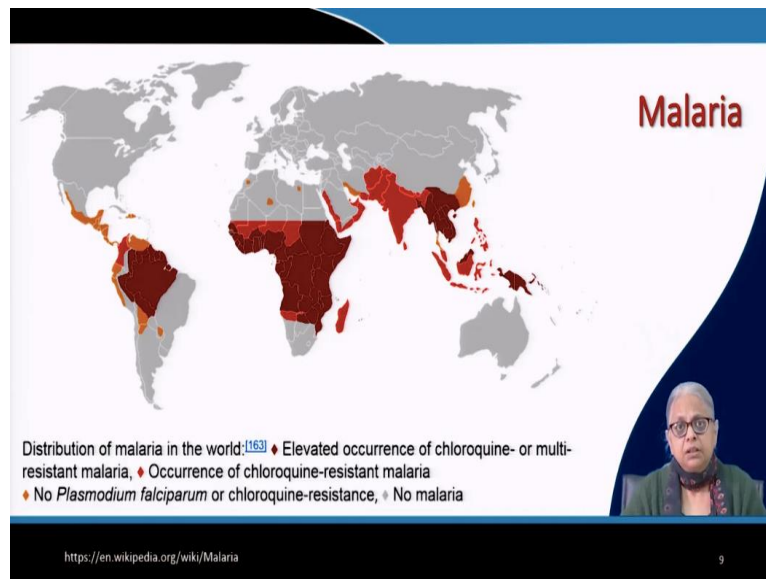 Malaria
Distribution of malaria in the world:[163] ♦ Elevated occurrence of chloroquine- or multi-
resistant malaria, ♦ Occurrence of chloroquine-resistant malaria
♦ No Plasmodium falciparum or chloroquine-resistance, ♦ No malaria
https://en.wikipedia.org/wiki/Malaria
9